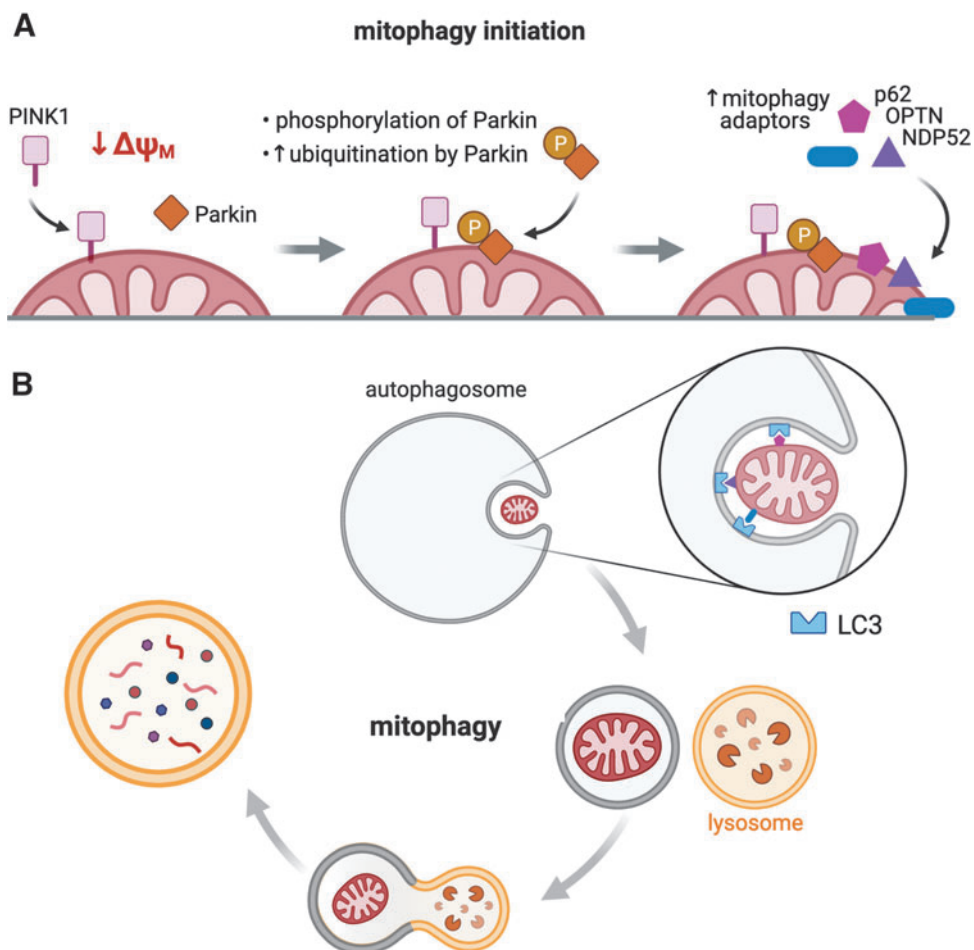 A
mitophagy initiation
PINK1
↓ ΔψM
Parkin
• phosphorylation of Parkin
• ↑ ubiquitination by Parkin
P
P
P
↑ mitophagy
adaptors
p62
OPTN
NDP52
B
autophagosome
LC3
mitophagy
lysosome